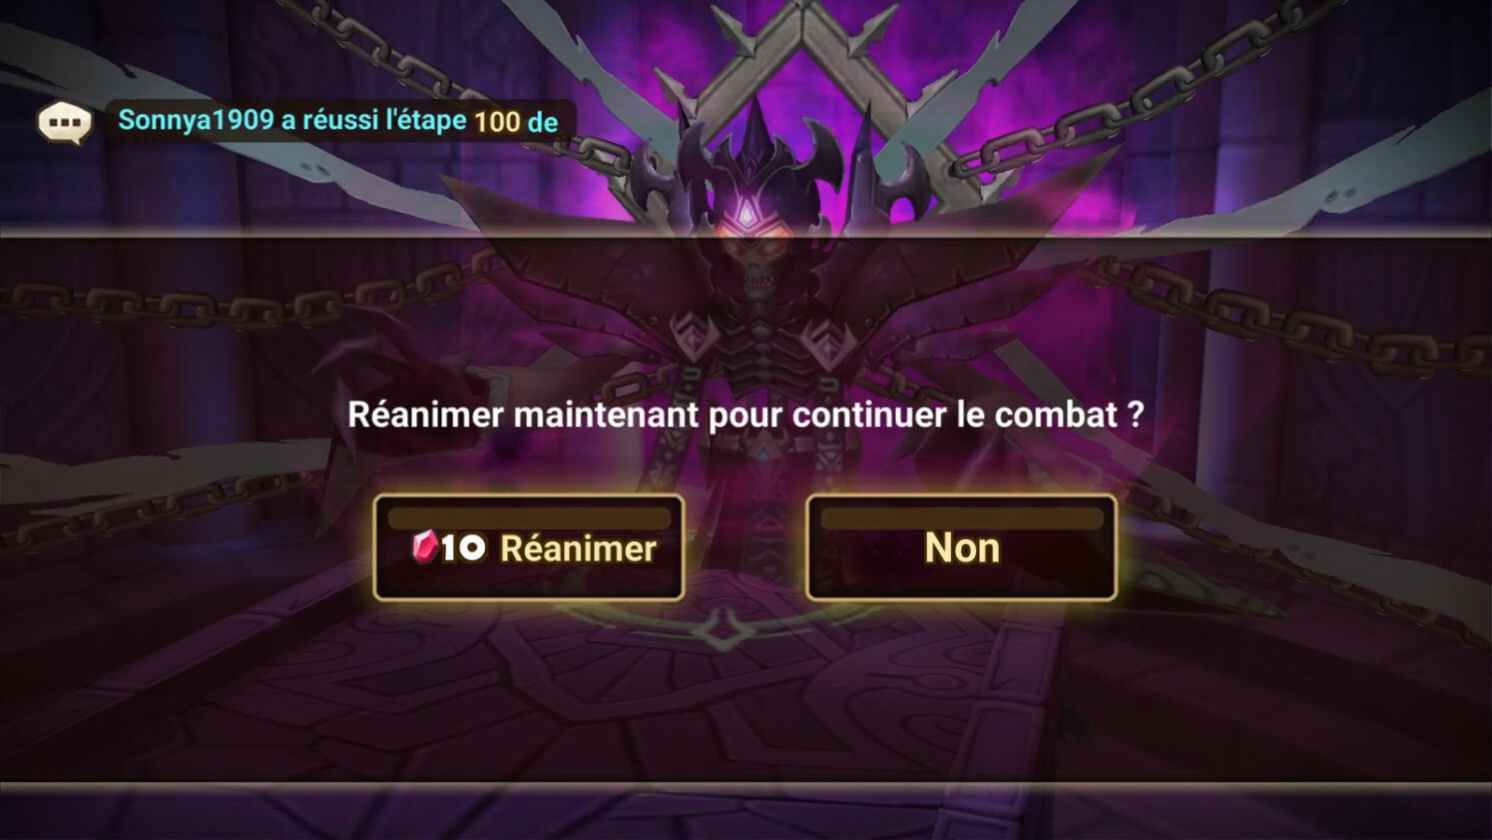 Sonnya1909 a réussi l'étape 100 de
Réanimer maintenant pour continuer le combat ?
10 Réanimer
Non